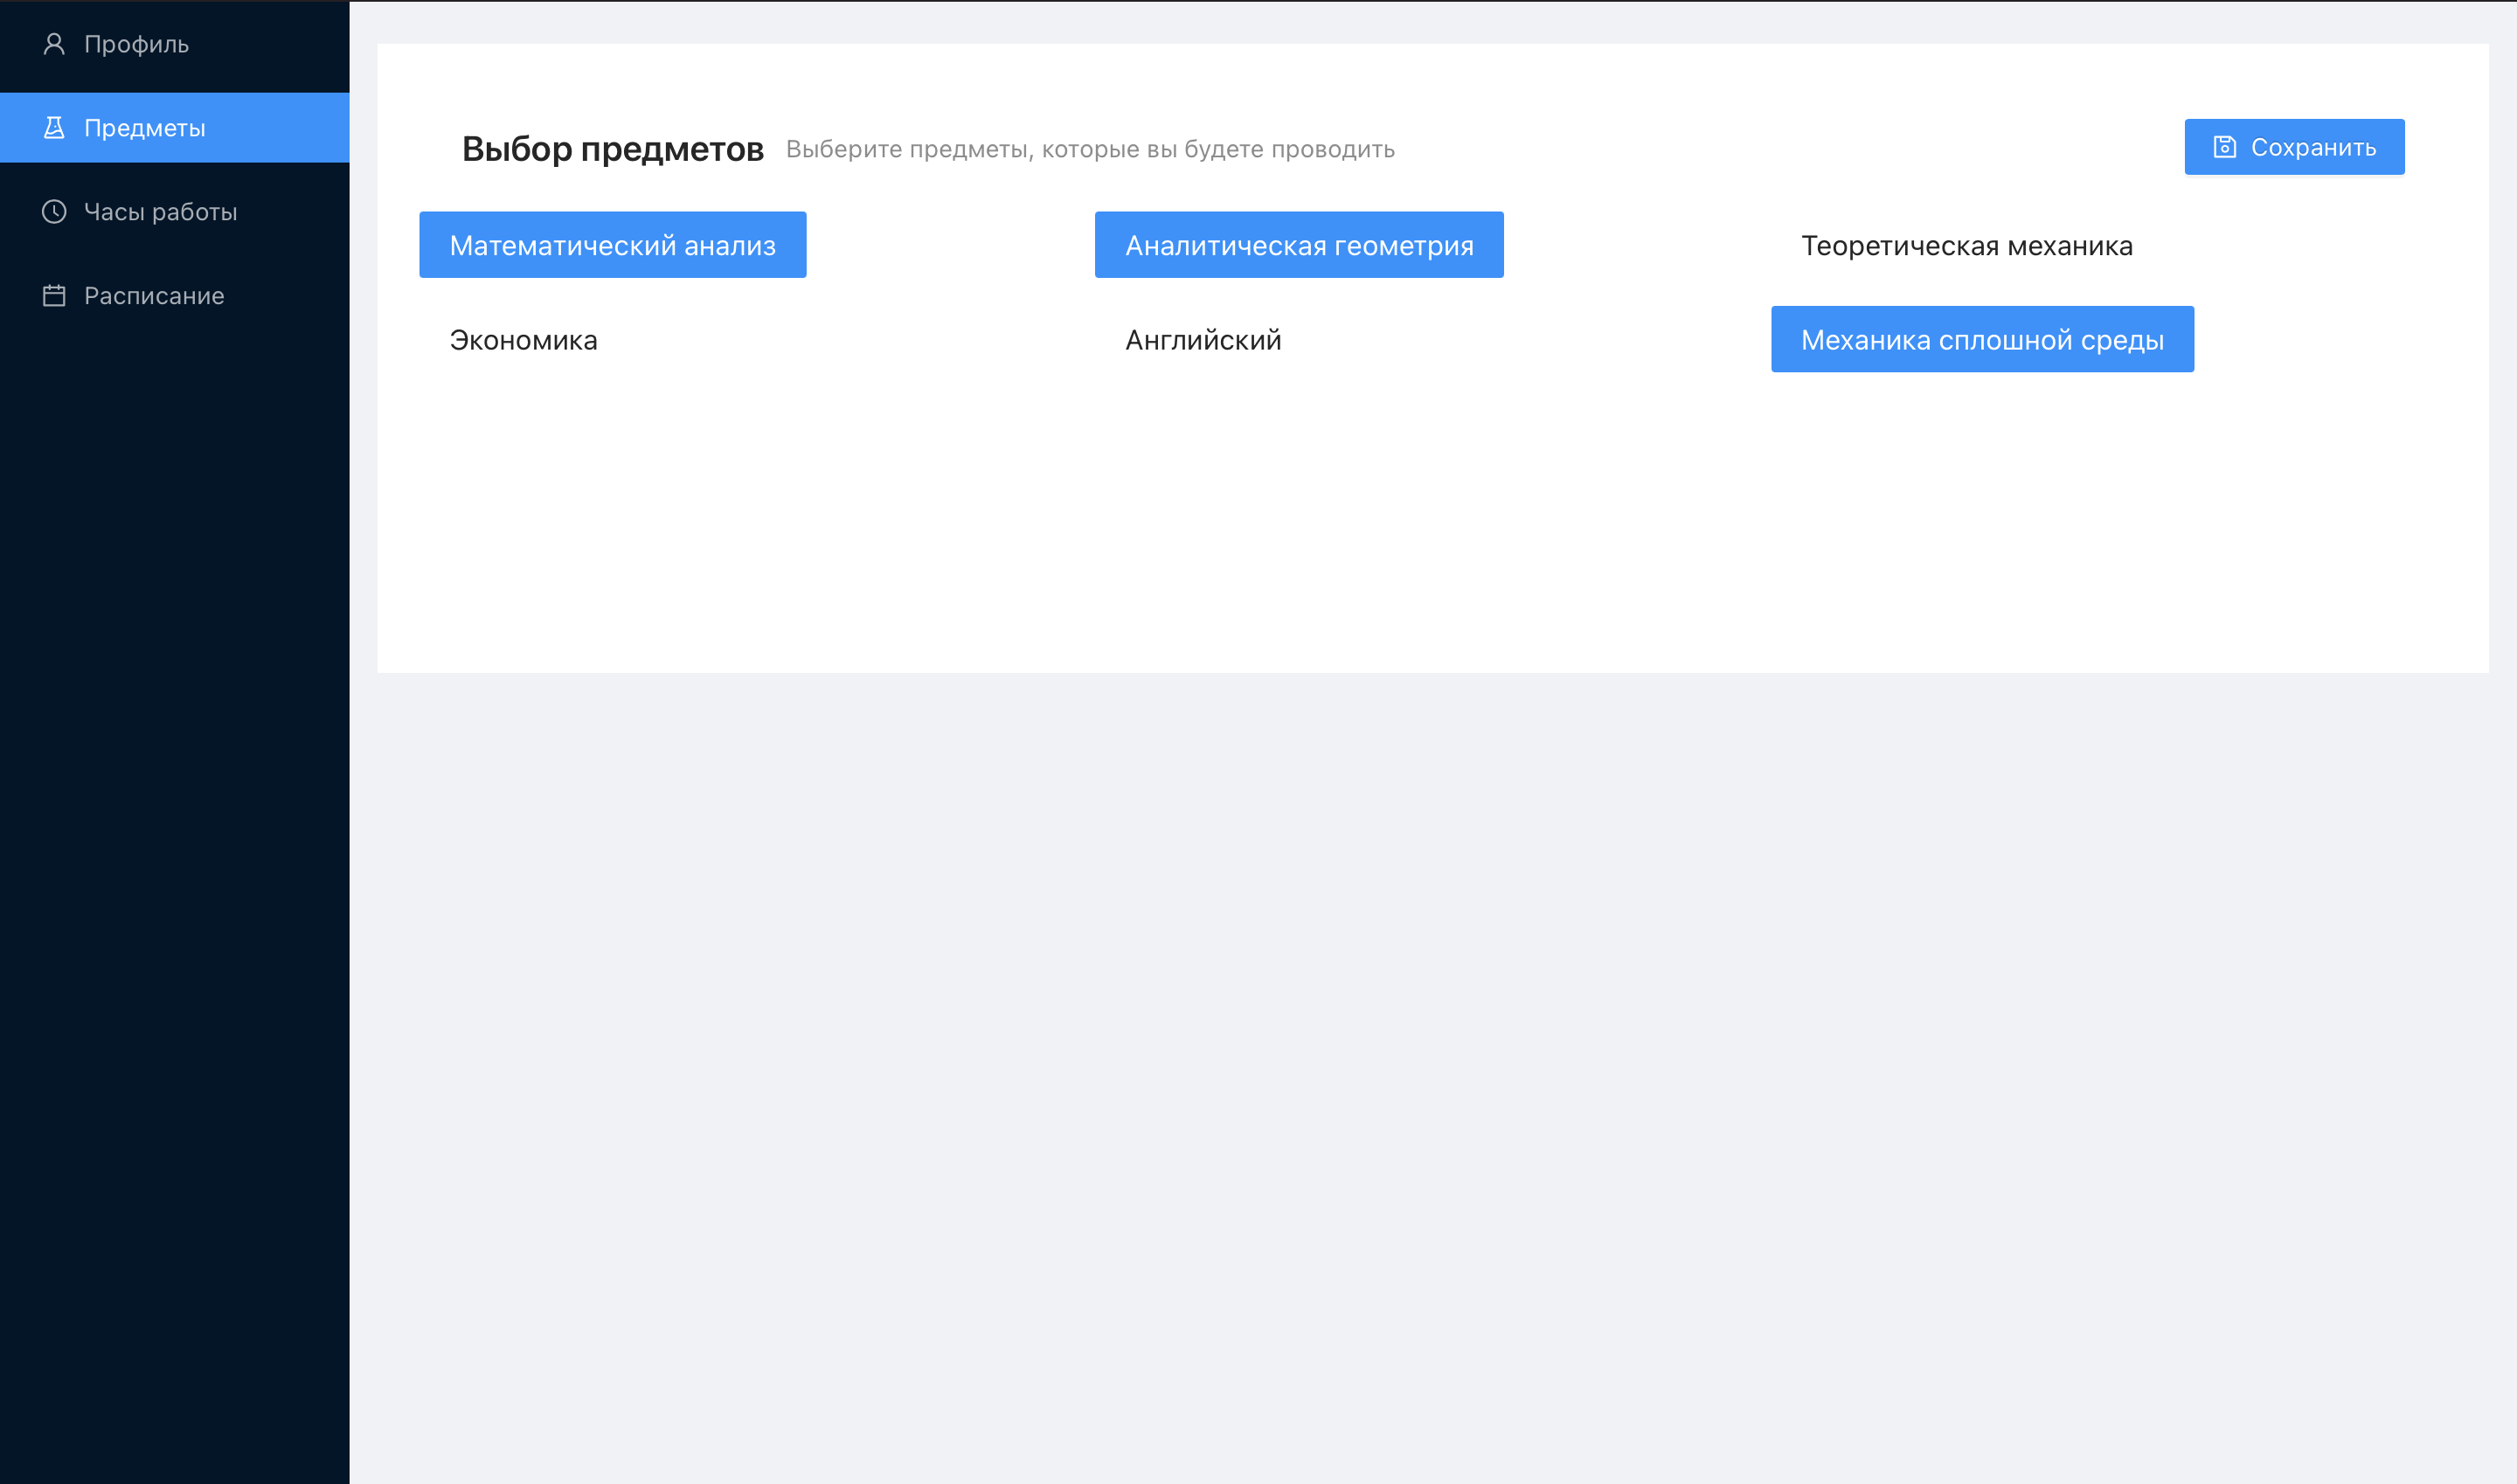 Профиль
Предметы
Часы работы
Расписание
Выбор предметов Выберите предметы, которые вы будете проводить
Сохранить
Математический анализ Аналитическая геометрия Теоретическая механика
Экономика Английский Механика сплошной среды